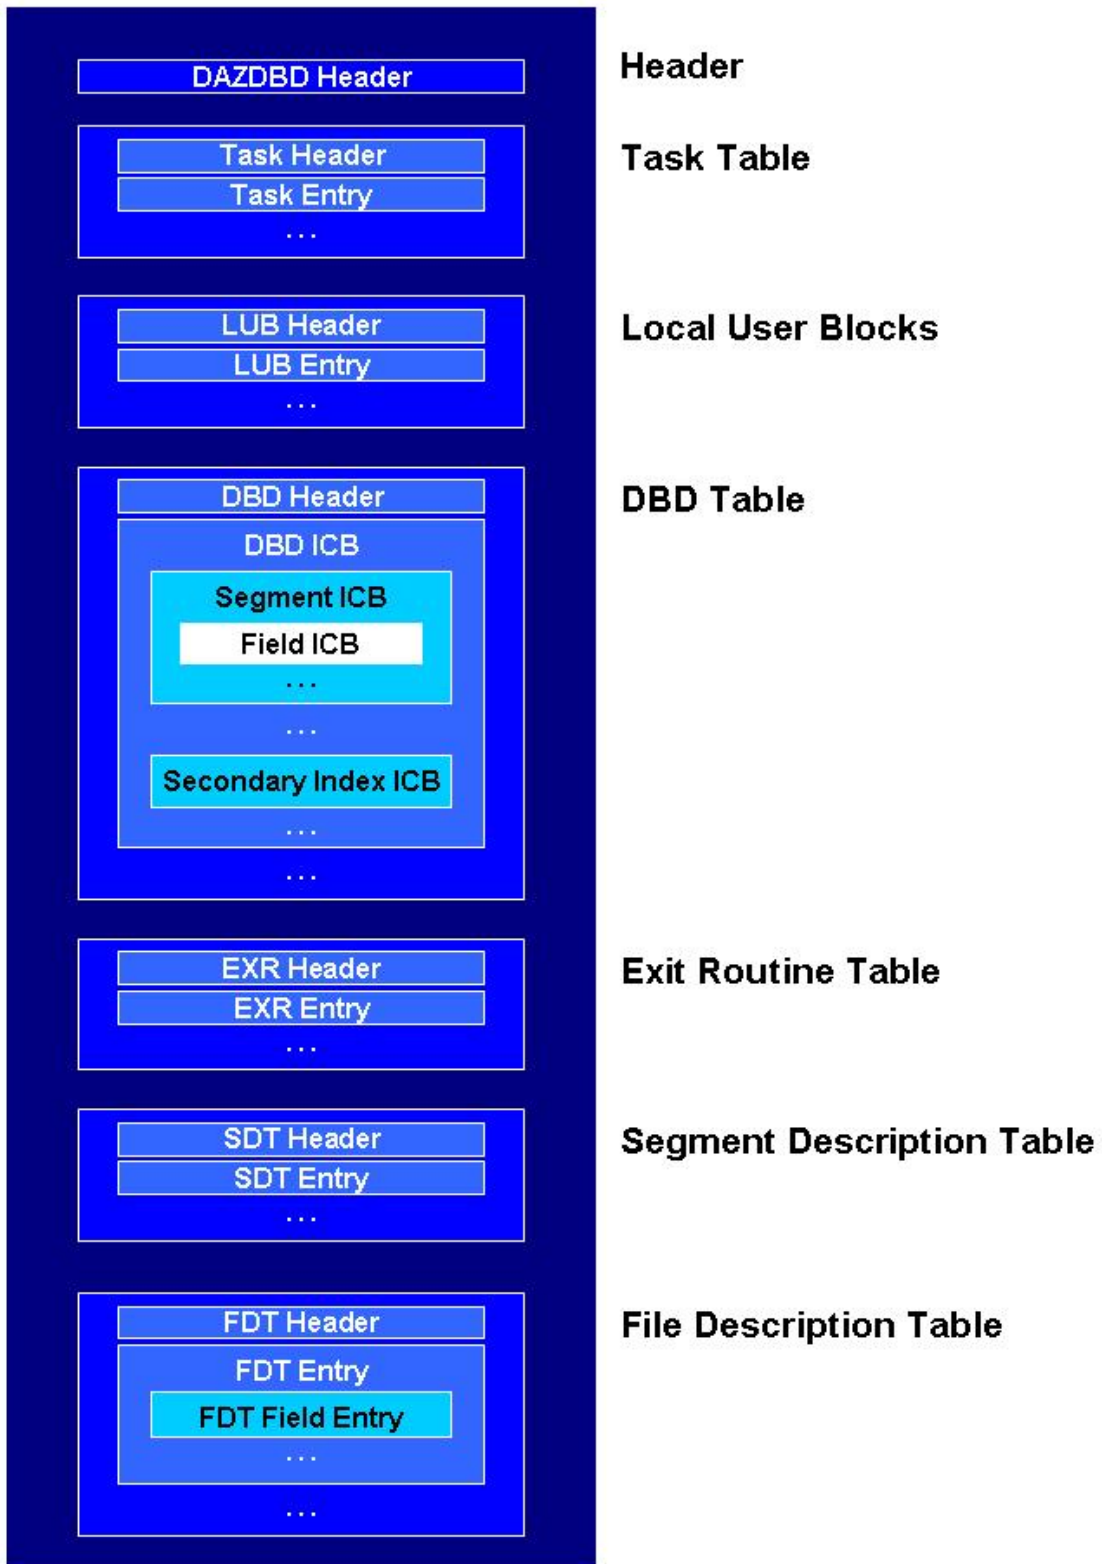 DAZDBD Header
Header
Task Header
Task Entry
...
Task Table
LUB Header
LUB Entry
...
Local User Blocks
DBD Header
DBD ICB
Segment ICB
Field ICB
...
...
Secondary Index ICB
...
...
DBD Table
EXR Header
EXR Entry
...
Exit Routine Table
SDT Header
SDT Entry
...
Segment Description Table
FDT Header
FDT Entry
FDT Field Entry
...
...
File Description Table